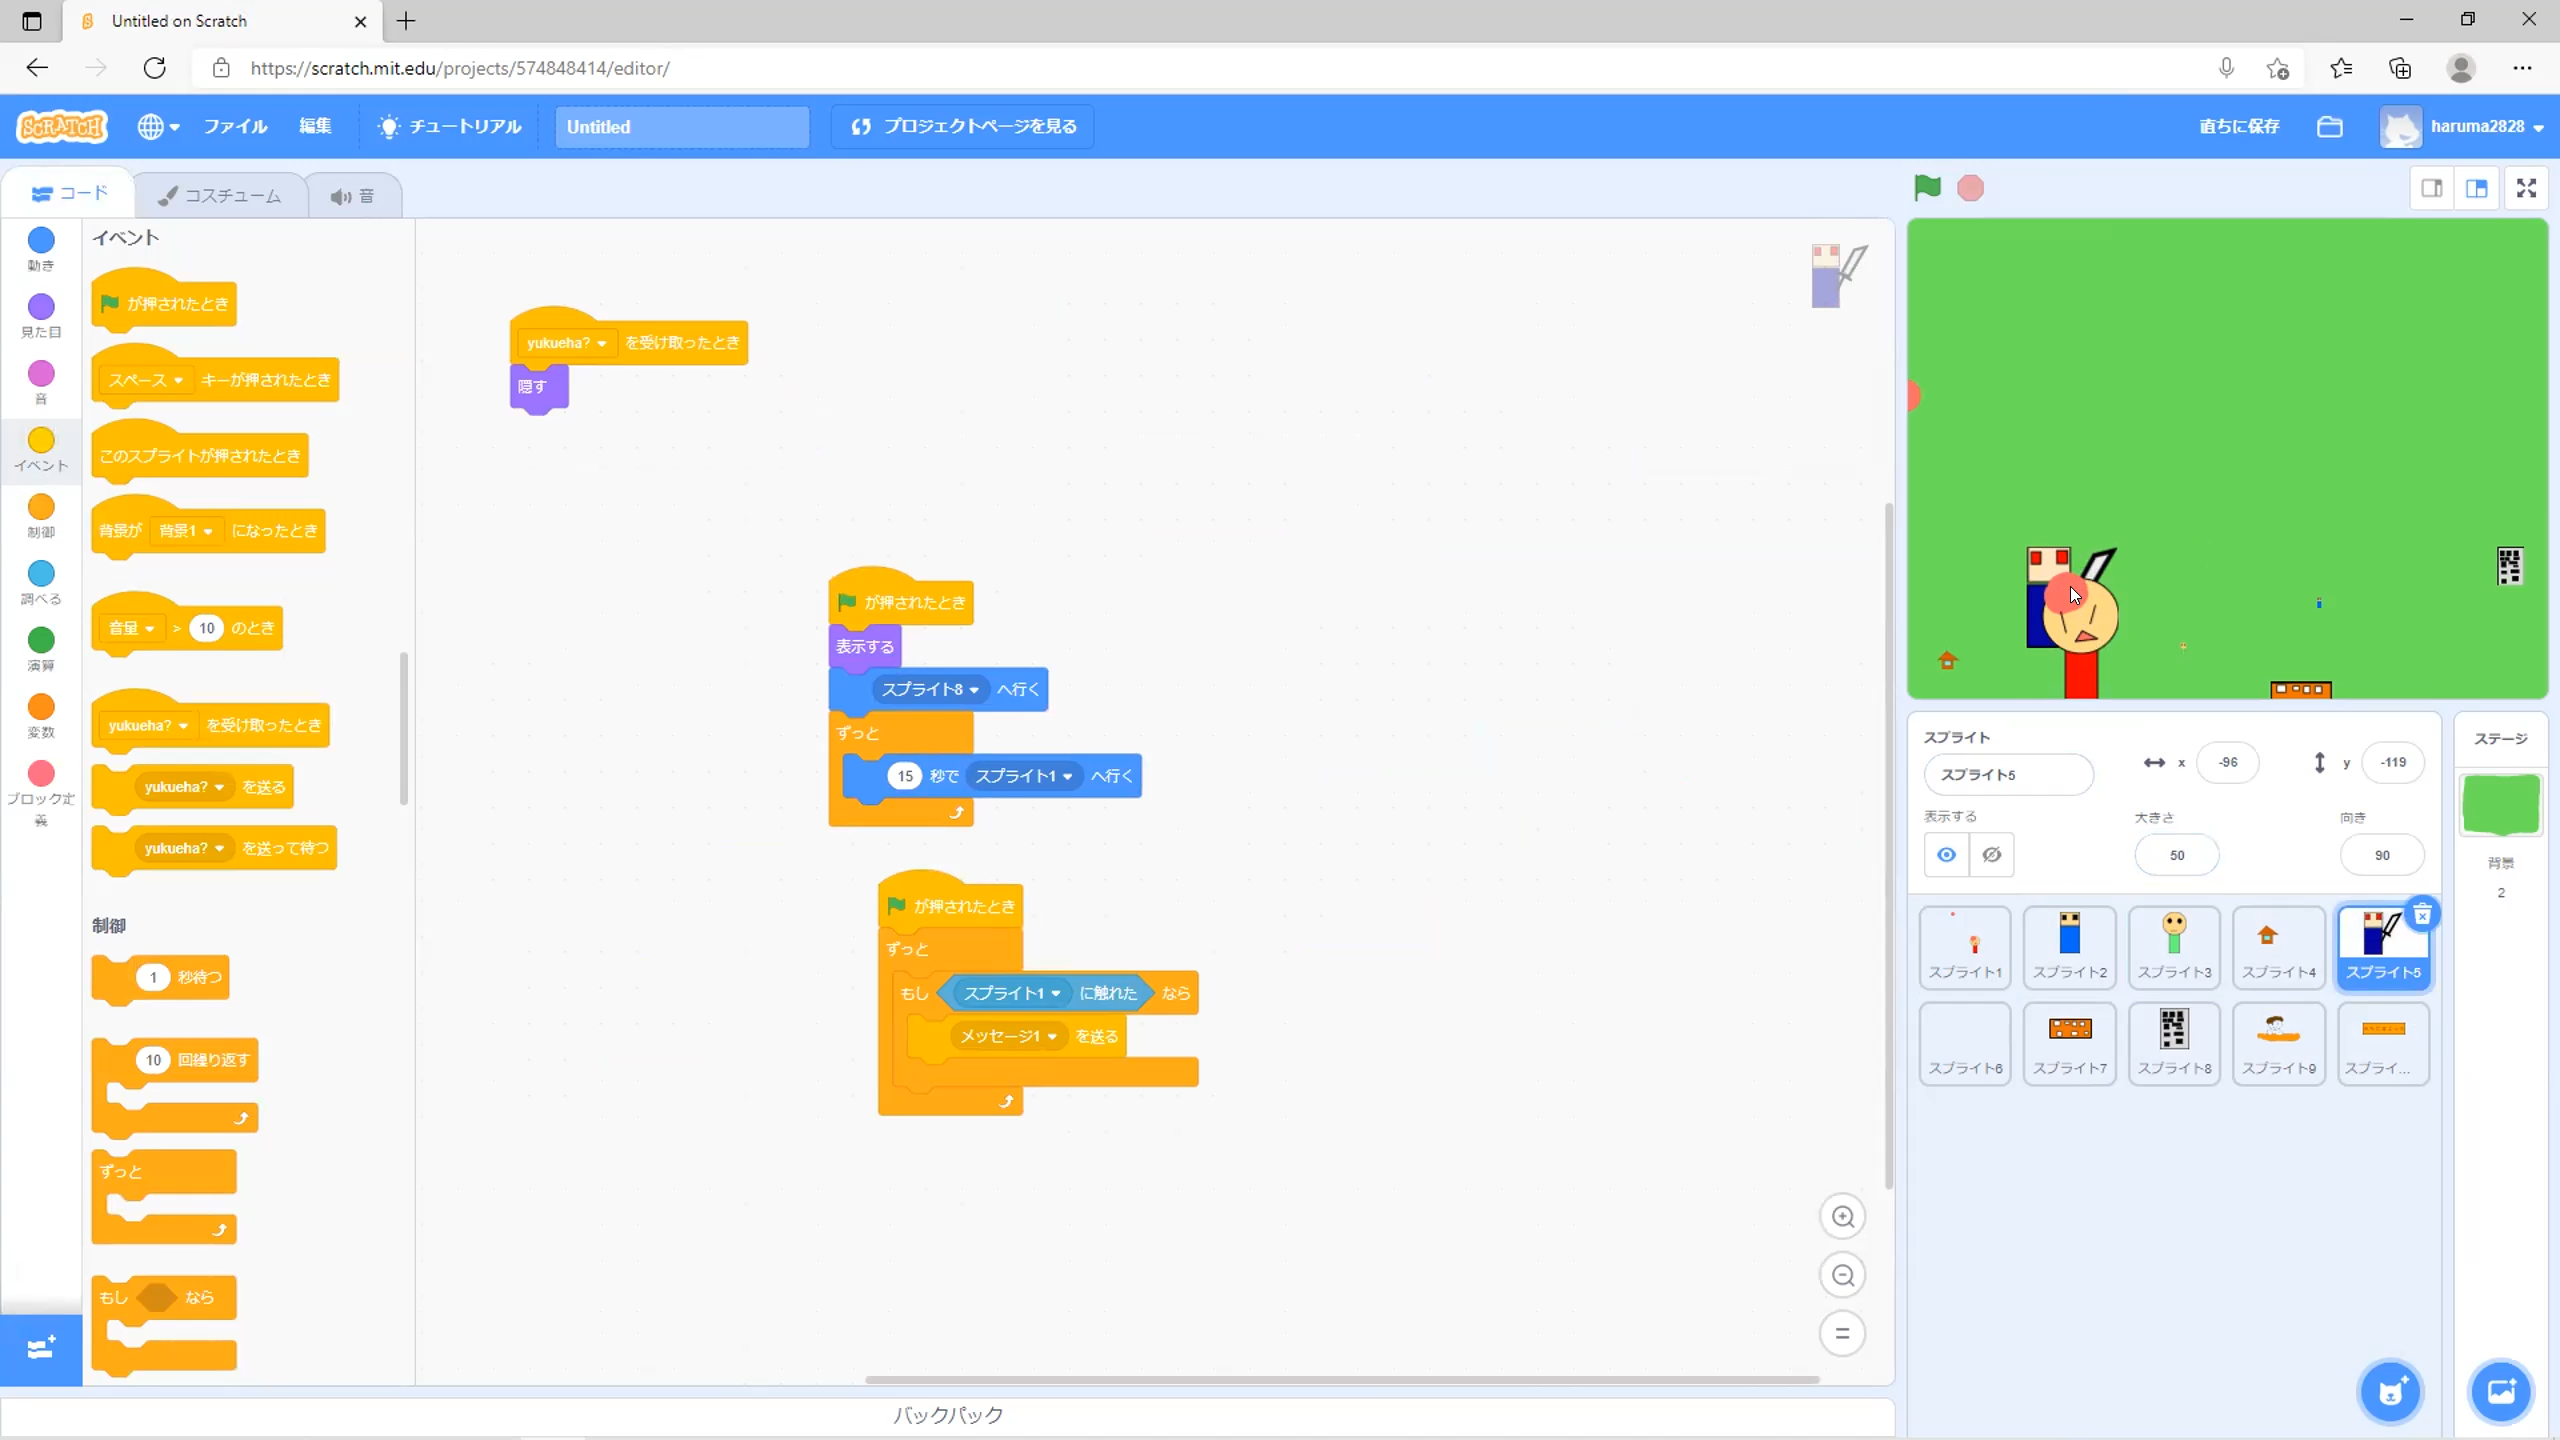 Untitled on Scratch
https://scratch.mit.edu/projects/574848414/editor/
SCRATCH
ファイル
編集
チュートリアル
Untitled
プロジェクトページを見る
直ちに保存
haruma2828
コード
コスチューム
音
動き
見た目
音
イベント
制御
調べる
演算
変数
ブロック定義
イベント
が押されたとき
スペース キーが押されたとき
このスプライトが押されたとき
背景が 背景1 になったとき
音量 > 10 のとき
yukueha? を受け取ったとき
yukueha? を送る
yukueha? を送って待つ
制御
1 秒待つ
10 回繰り返す
ずっと
もし なら
yukueha? を受け取ったとき
隠す
が押されたとき
表示する
スプライト8 へ行く
ずっと
15 秒で スプライト1 へ行く
が押されたとき
ずっと
もし スプライト1 に触れた なら
メッセージ1 を送る
バックパック
スプライト
スプライト5
x -96
y -119
表示する
大きさ
50
向き
90
スプライト1
スプライト2
スプライト3
スプライト4
スプライト5
スプライト6
スプライト7
スプライト8
スプライト9
スプライ...
ステージ
背景
2